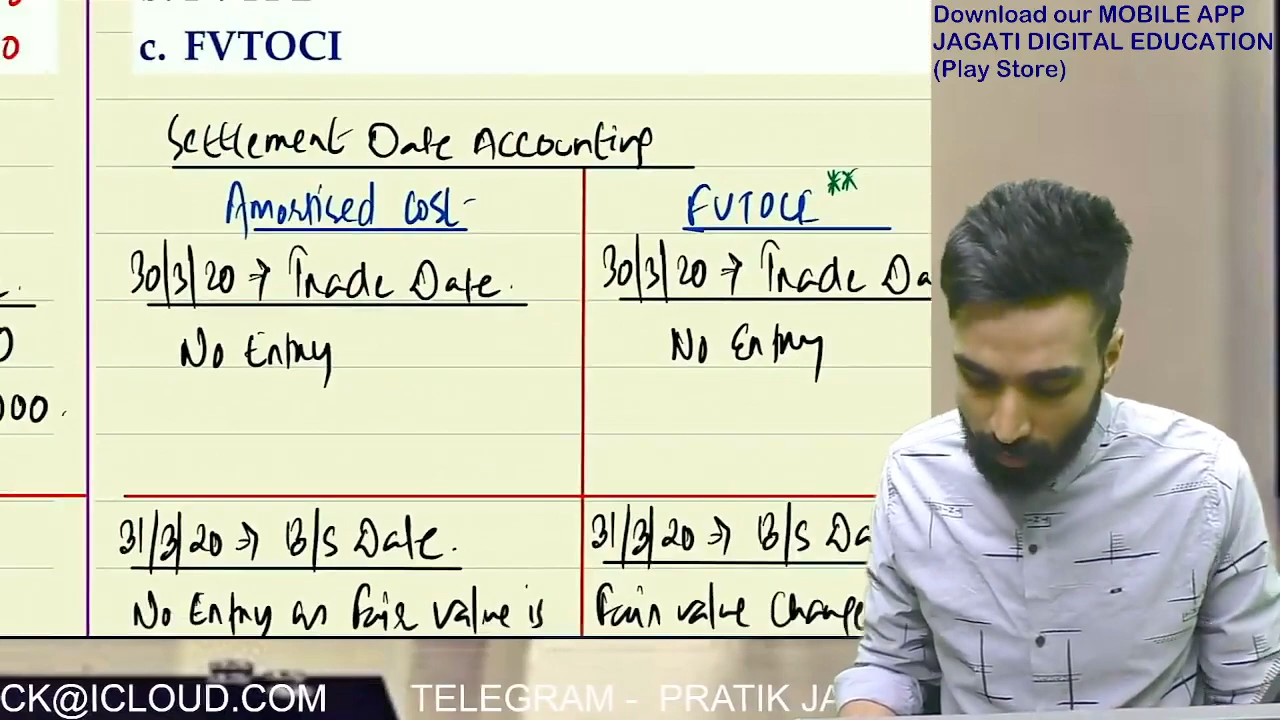 Download our MOBILE APP
JAGATI DIGITAL EDUCATION
(Play Store)
0
c. FVTOCI
Settlement Date Accounting
Amortised cost
FVTOCI **
30/3/20 → Trade Date.
30/3/20 → Trade Da
No Entry
No Entry
000.
31/3/20 ⇒ B/S Date.
31/3/20 ⇒ B/S Da
No Entry as fair value is
Fair value Change
CK@ICLOUD.COM
TELEGRAM - PRATIK JA